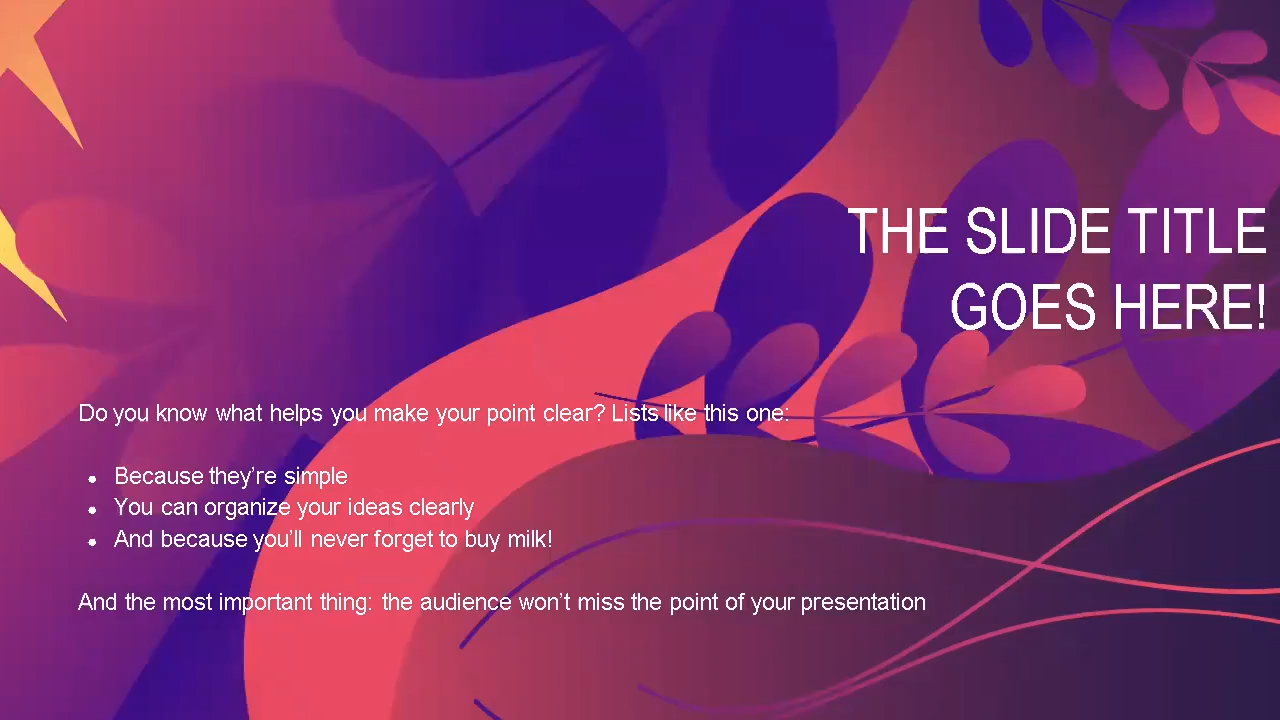 THE SLIDE TITLE
GOES HERE!
Do you know what helps you make your point clear? Lists like this one:
● Because they’re simple
● You can organize your ideas clearly
● And because you’ll never forget to buy milk!
And the most important thing: the audience won’t miss the point of your presentation